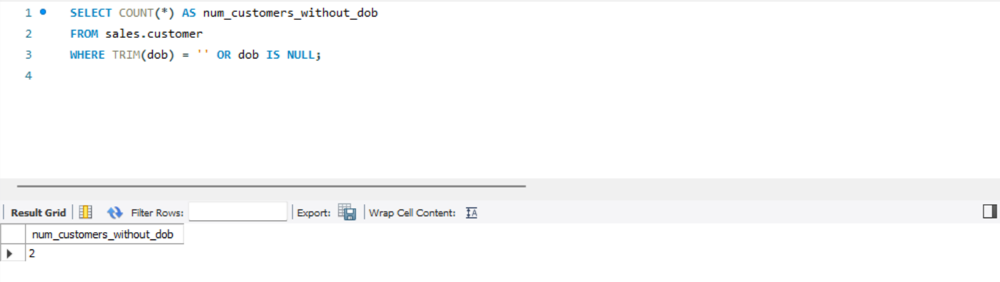 1 SELECT COUNT(*) AS num_customers_without_dob
2 FROM sales.customer
3 WHERE TRIM(dob) = '' OR dob IS NULL;
4
Result Grid Filter Rows: Export: Wrap Cell Content: IA
num_customers_without_dob
2